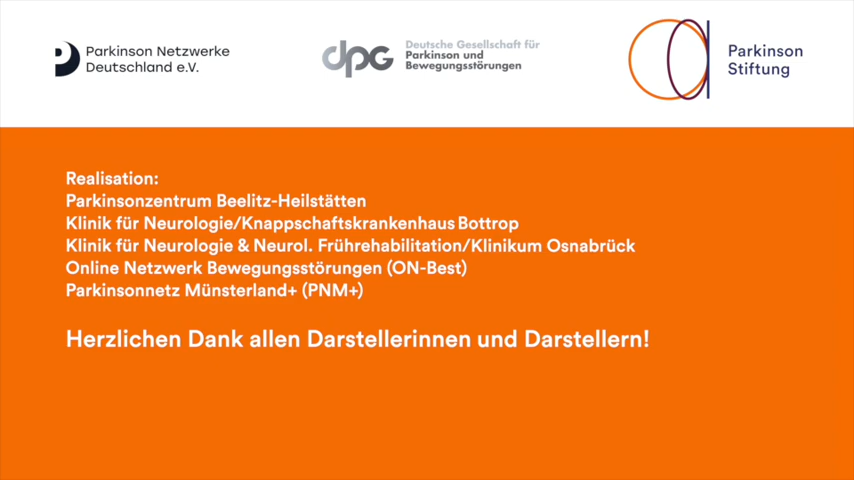 Parkinson Netzwerke
Deutschland e.V.
dpg
Deutsche Gesellschaft für
Parkinson und
Bewegungsstörungen
Parkinson
Stiftung
Realisation:
Parkinsonzentrum Beelitz-Heilstätten
Klinik für Neurologie/Knappschaftskrankenhaus Bottrop
Klinik für Neurologie & Neurol. Frührehabilitation/Klinikum Osnabrück
Online Netzwerk Bewegungsstörungen (ON-Best)
Parkinsonnetz Münsterland+ (PNM+)
Herzlichen Dank allen Darstellerinnen und Darstellern!